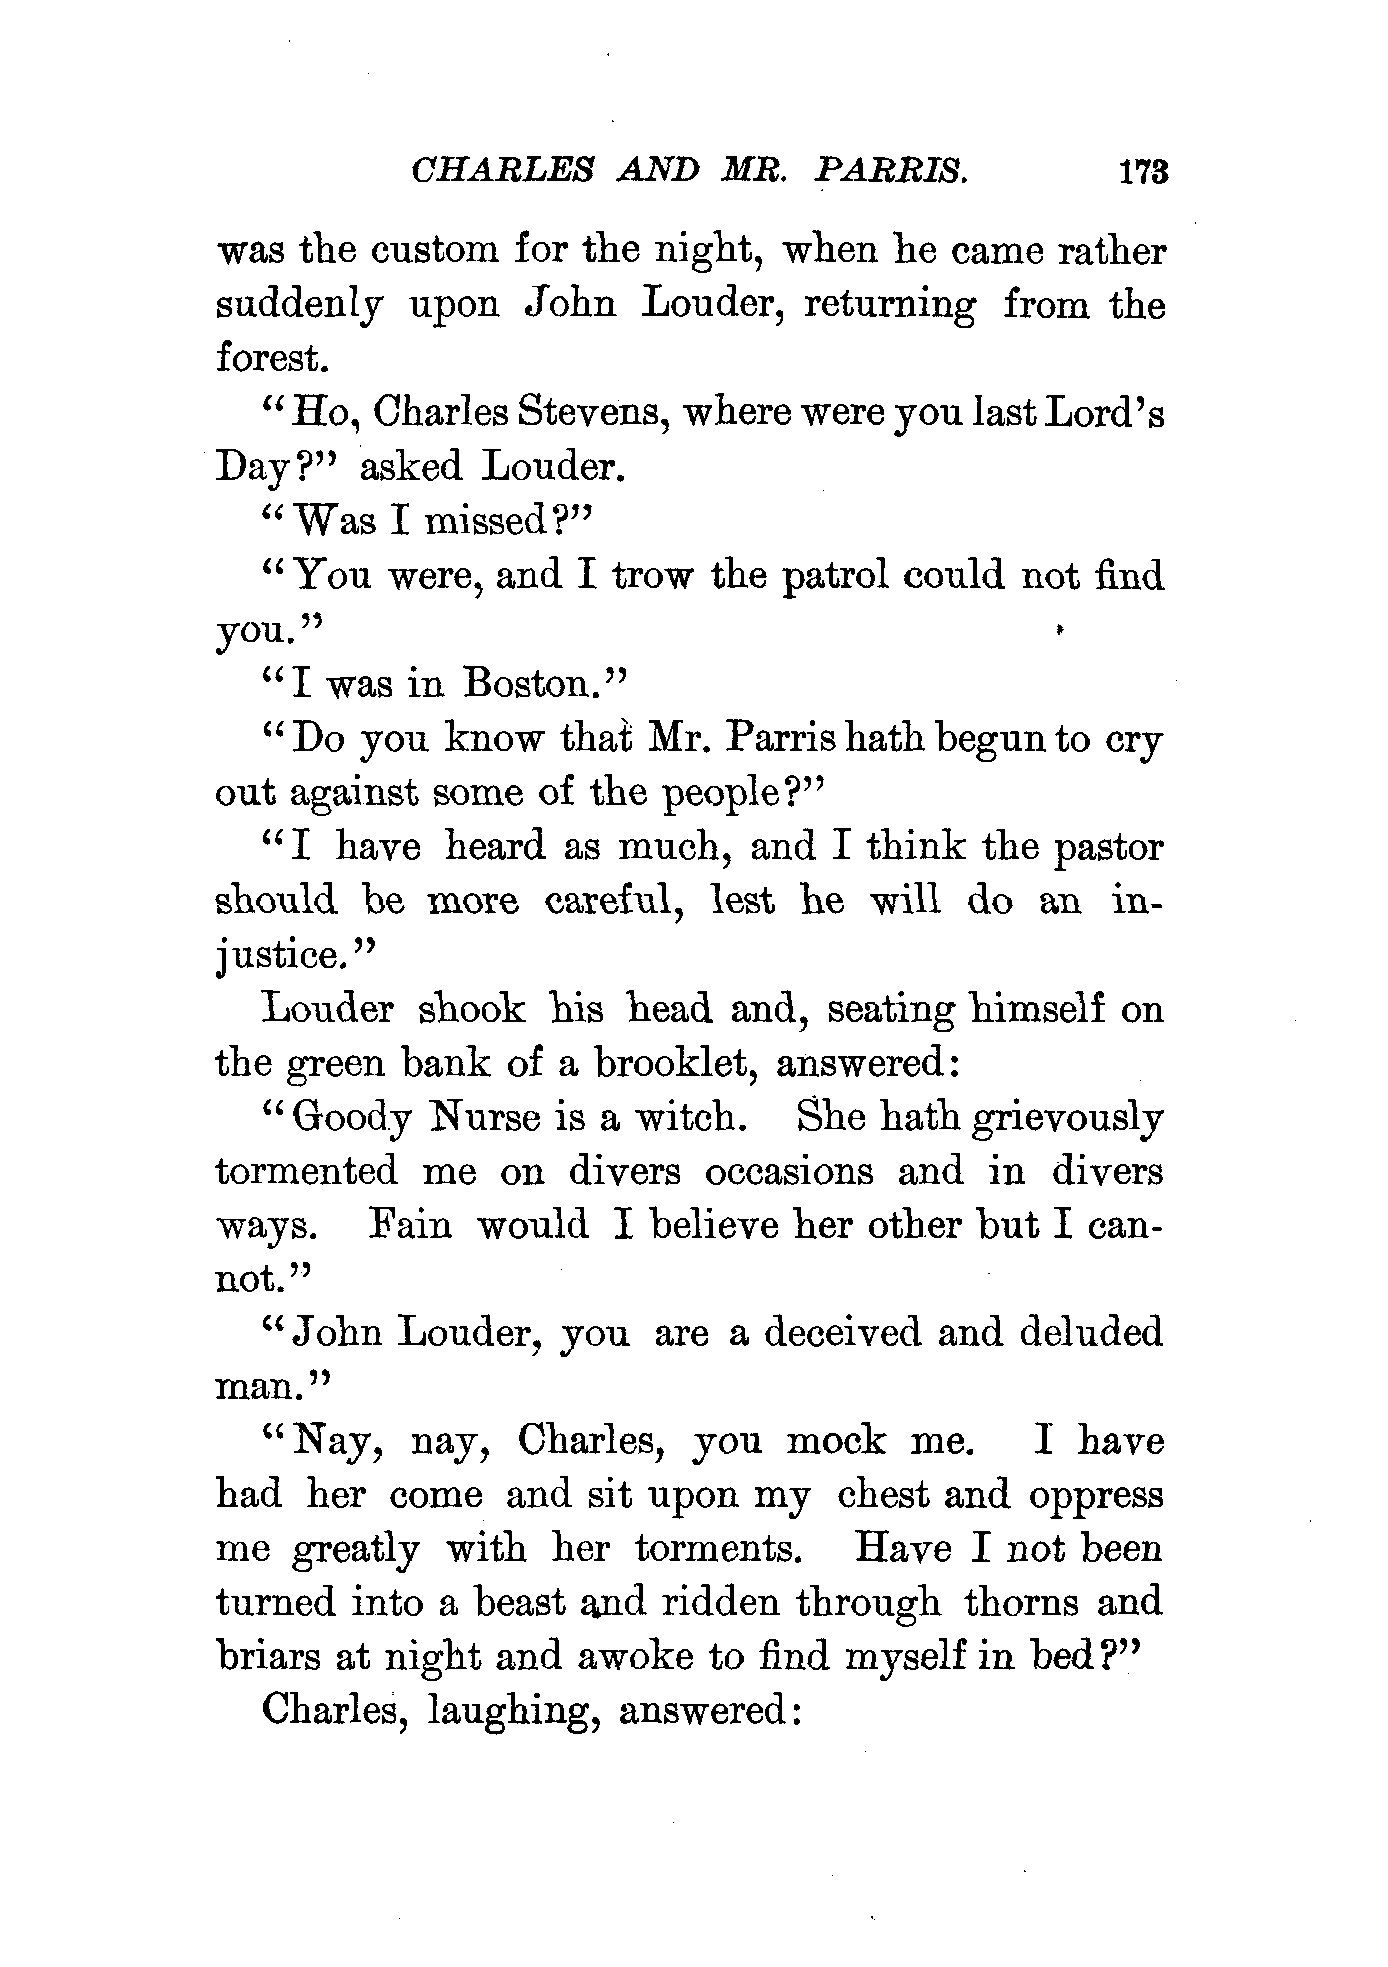 CHARLES AND MR. PARRIS. 173
was the custom for the night, when he came rather
suddenly upon John Louder, returning from the
forest.
"Ho, Charles Stevens, where were you last Lord's
Day?" asked Louder.
"Was I missed?"
"You were, and I trow the patrol could not find
you."
"I was in Boston."
"Do you know that Mr. Parris hath begun to cry
out against some of the people?"
"I have heard as much, and I think the pastor
should be more careful, lest he will do an in-
justice."
Louder shook his head and, seating himself on
the green bank of a brooklet, answered:
"Goody Nurse is a witch. She hath grievously
tormented me on divers occasions and in divers
ways. Fain would I believe her other but I can-
not."
"John Louder, you are a deceived and deluded
man."
"Nay, nay, Charles, you mock me. I have
had her come and sit upon my chest and oppress
me greatly with her torments. Have I not been
turned into a beast and ridden through thorns and
briars at night and awoke to find myself in bed?"
Charles, laughing, answered: